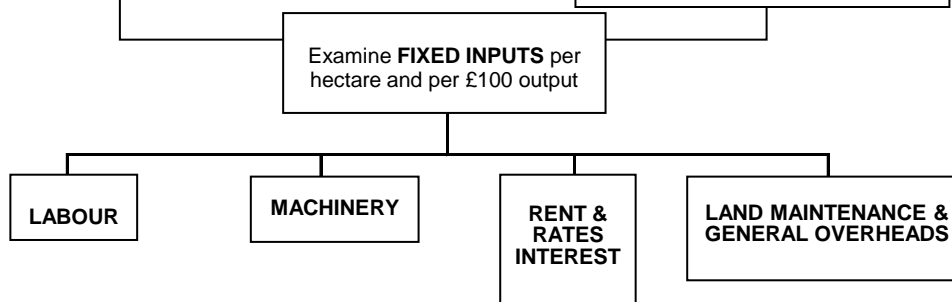 Examine FIXED INPUTS per
hectare and per £100 output
LABOUR
MACHINERY
RENT &
RATES
INTEREST
LAND MAINTENANCE &
GENERAL OVERHEADS